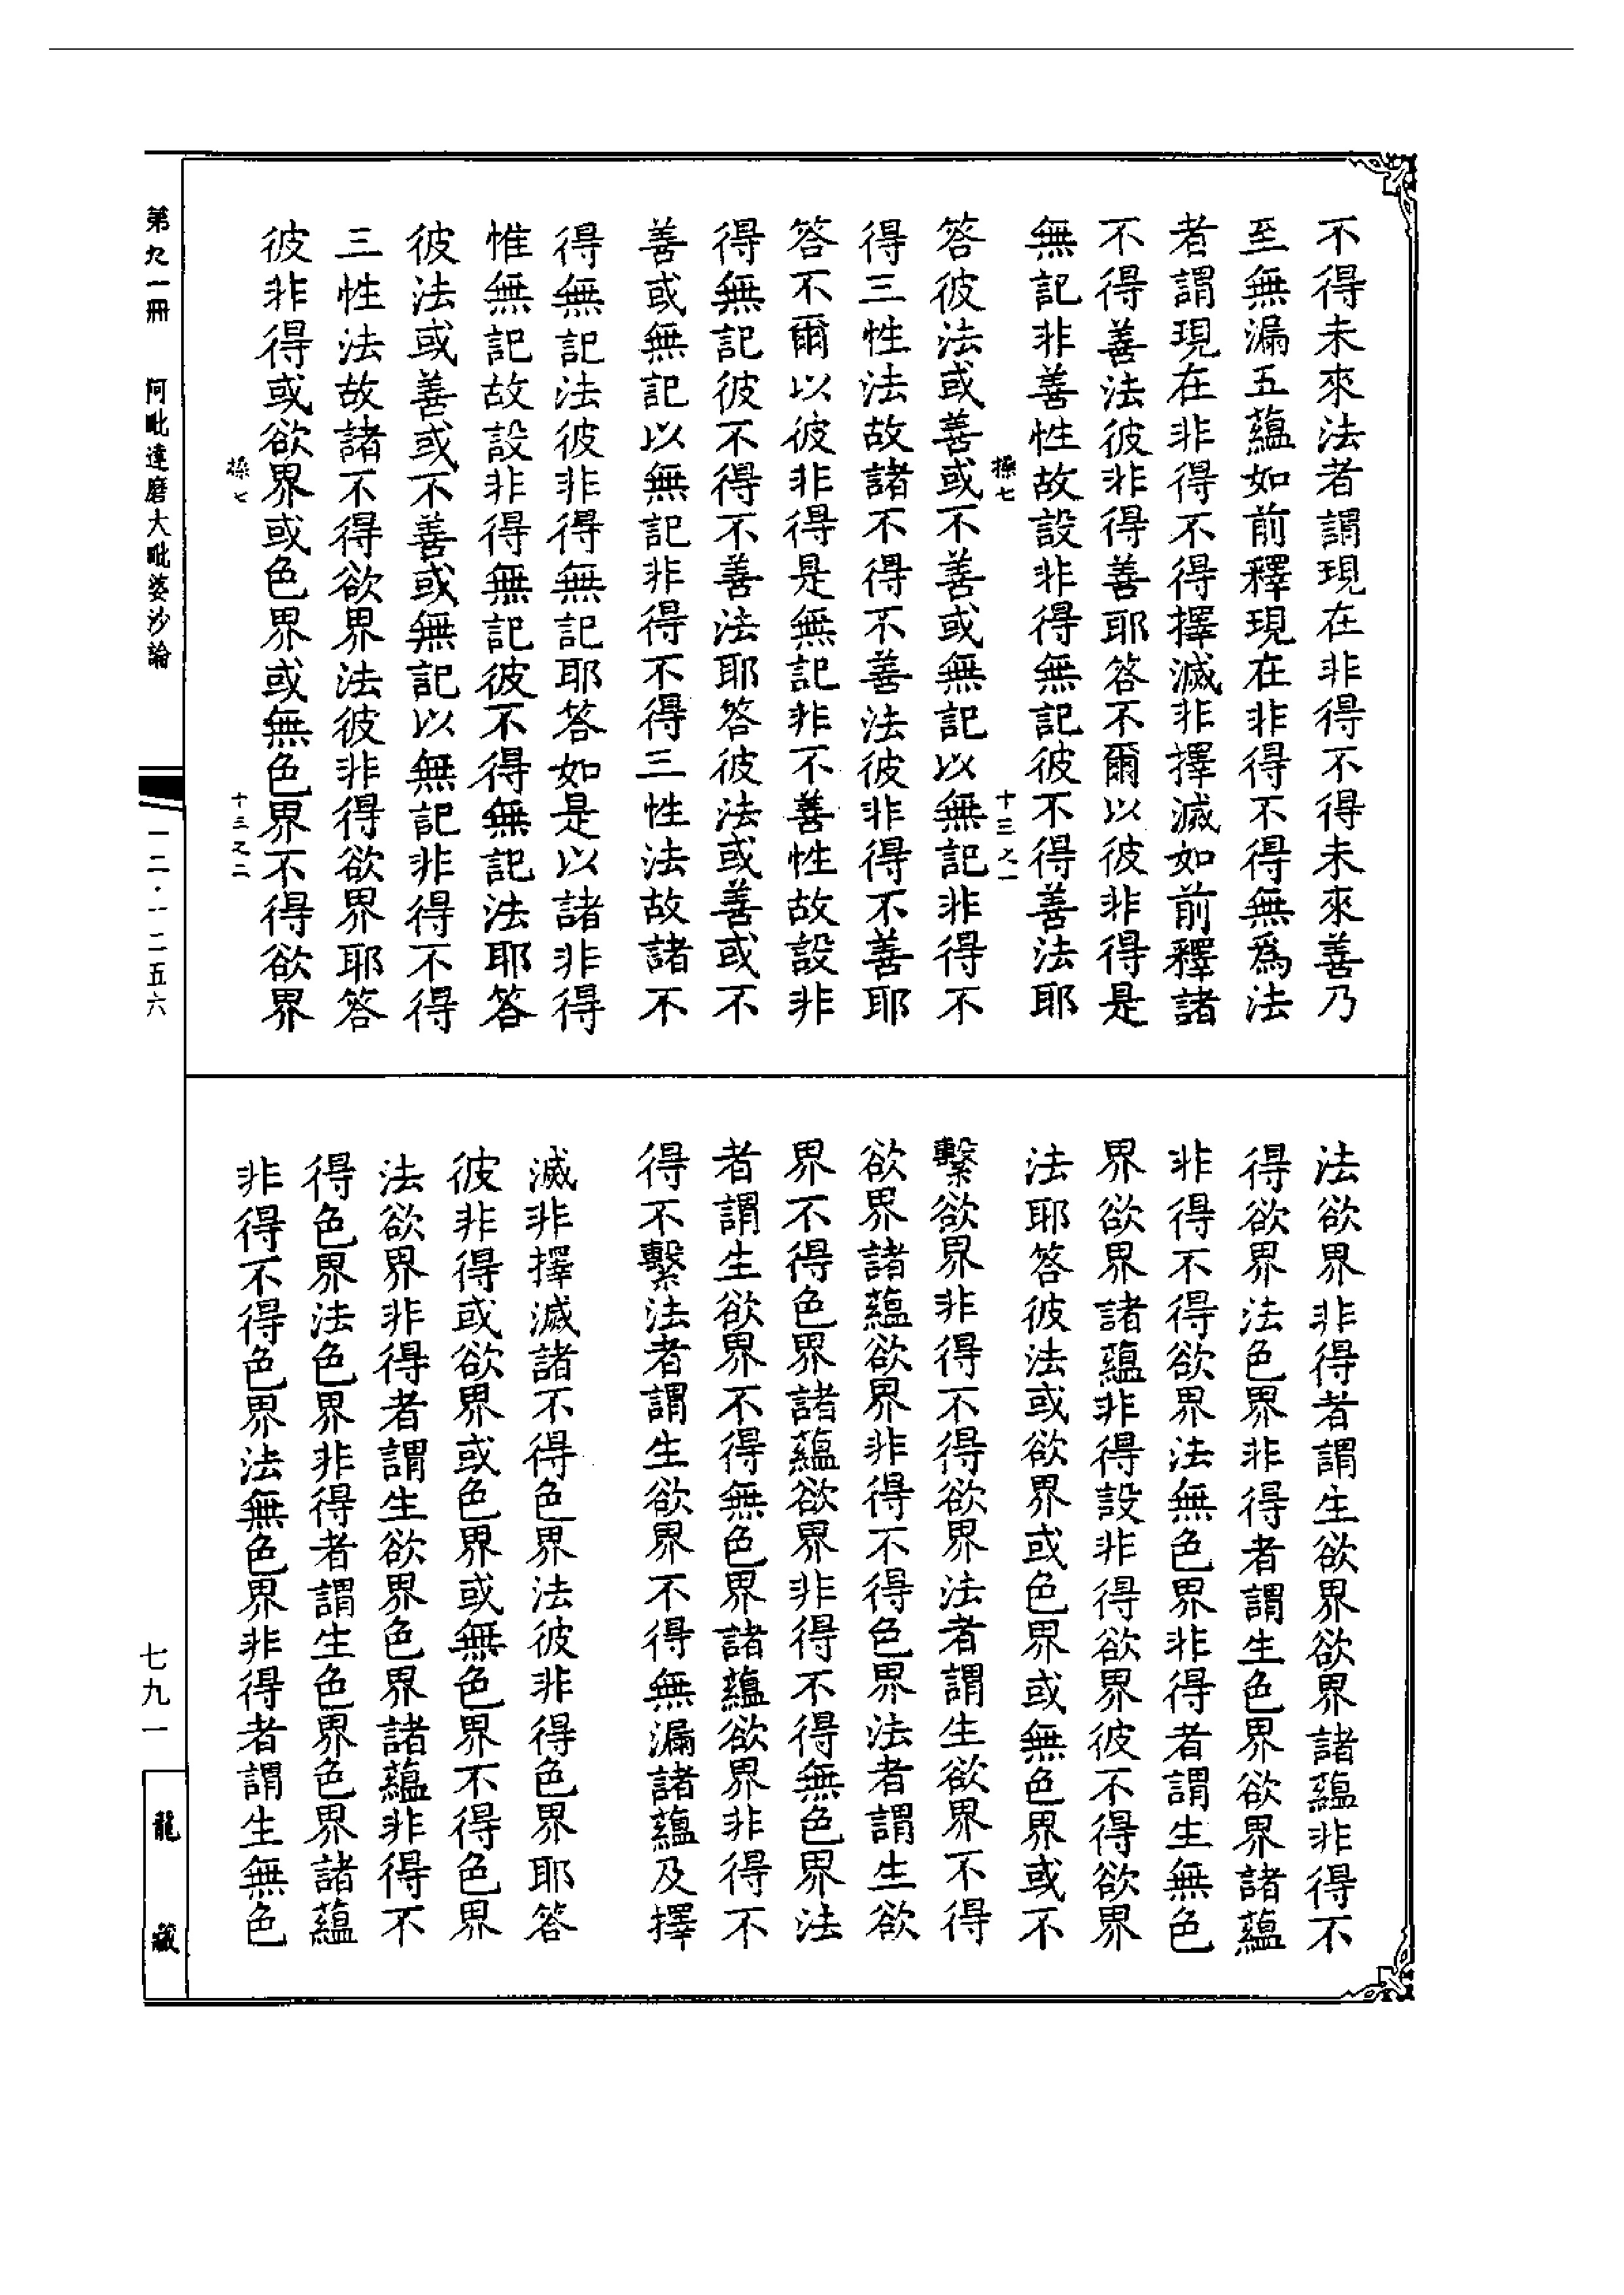 不得未來法者謂現在非得不得未來善乃
至無漏五蘊如前釋現在非得不得無爲法
者謂現在非得不得擇滅非擇滅如前釋諸
不得善法彼非得善耶答不爾以彼非得是
無記非善性故設非得無記彼不得善法耶
操七
十三之一
答彼法或善或不善或無記以無記非得不
得三性法故諸不得不善法彼非得不善耶
答不爾以彼非得是無記非不善性故設非
得無記彼不得不善法耶答彼法或善或不
善或無記以無記非得不得三性法故諸不
得無記法彼非得無記耶答如是以諸非得
惟無記故設非得無記彼不得無記法耶答
彼法或善或不善或無記以無記非得不得
三性法故諸不得欲界法彼非得欲界耶答
彼非得或欲界或色界或無色界不得欲界
操七
十三之二
法欲界非得者謂生欲界欲界諸蘊非得不
得欲界法色界非得者謂生色界欲界諸蘊
非得不得欲界法無色界非得者謂生無色
界欲界諸蘊非得設非得欲界彼不得欲界
法耶答彼法或欲界或色界或無色界或不
繫欲界非得不得欲界法者謂生欲界不得
欲界諸蘊欲界非得不得色界法者謂生欲
界不得色界諸蘊欲界非得不得無色界法
者謂生欲界不得無色界諸蘊欲界非得不
得不繫法者謂生欲界不得無漏諸蘊及擇
滅非擇滅諸不得色界法彼非得色界耶答
彼非得或欲界或色界或無色界不得色界
法欲界非得者謂生欲界色界諸蘊非得不
得色界法色界非得者謂生色界色界諸蘊
非得不得色界法無色界非得者謂生無色
第九一冊
阿毗達磨大毗婆沙論
一二·一二五六
七九一
龍藏